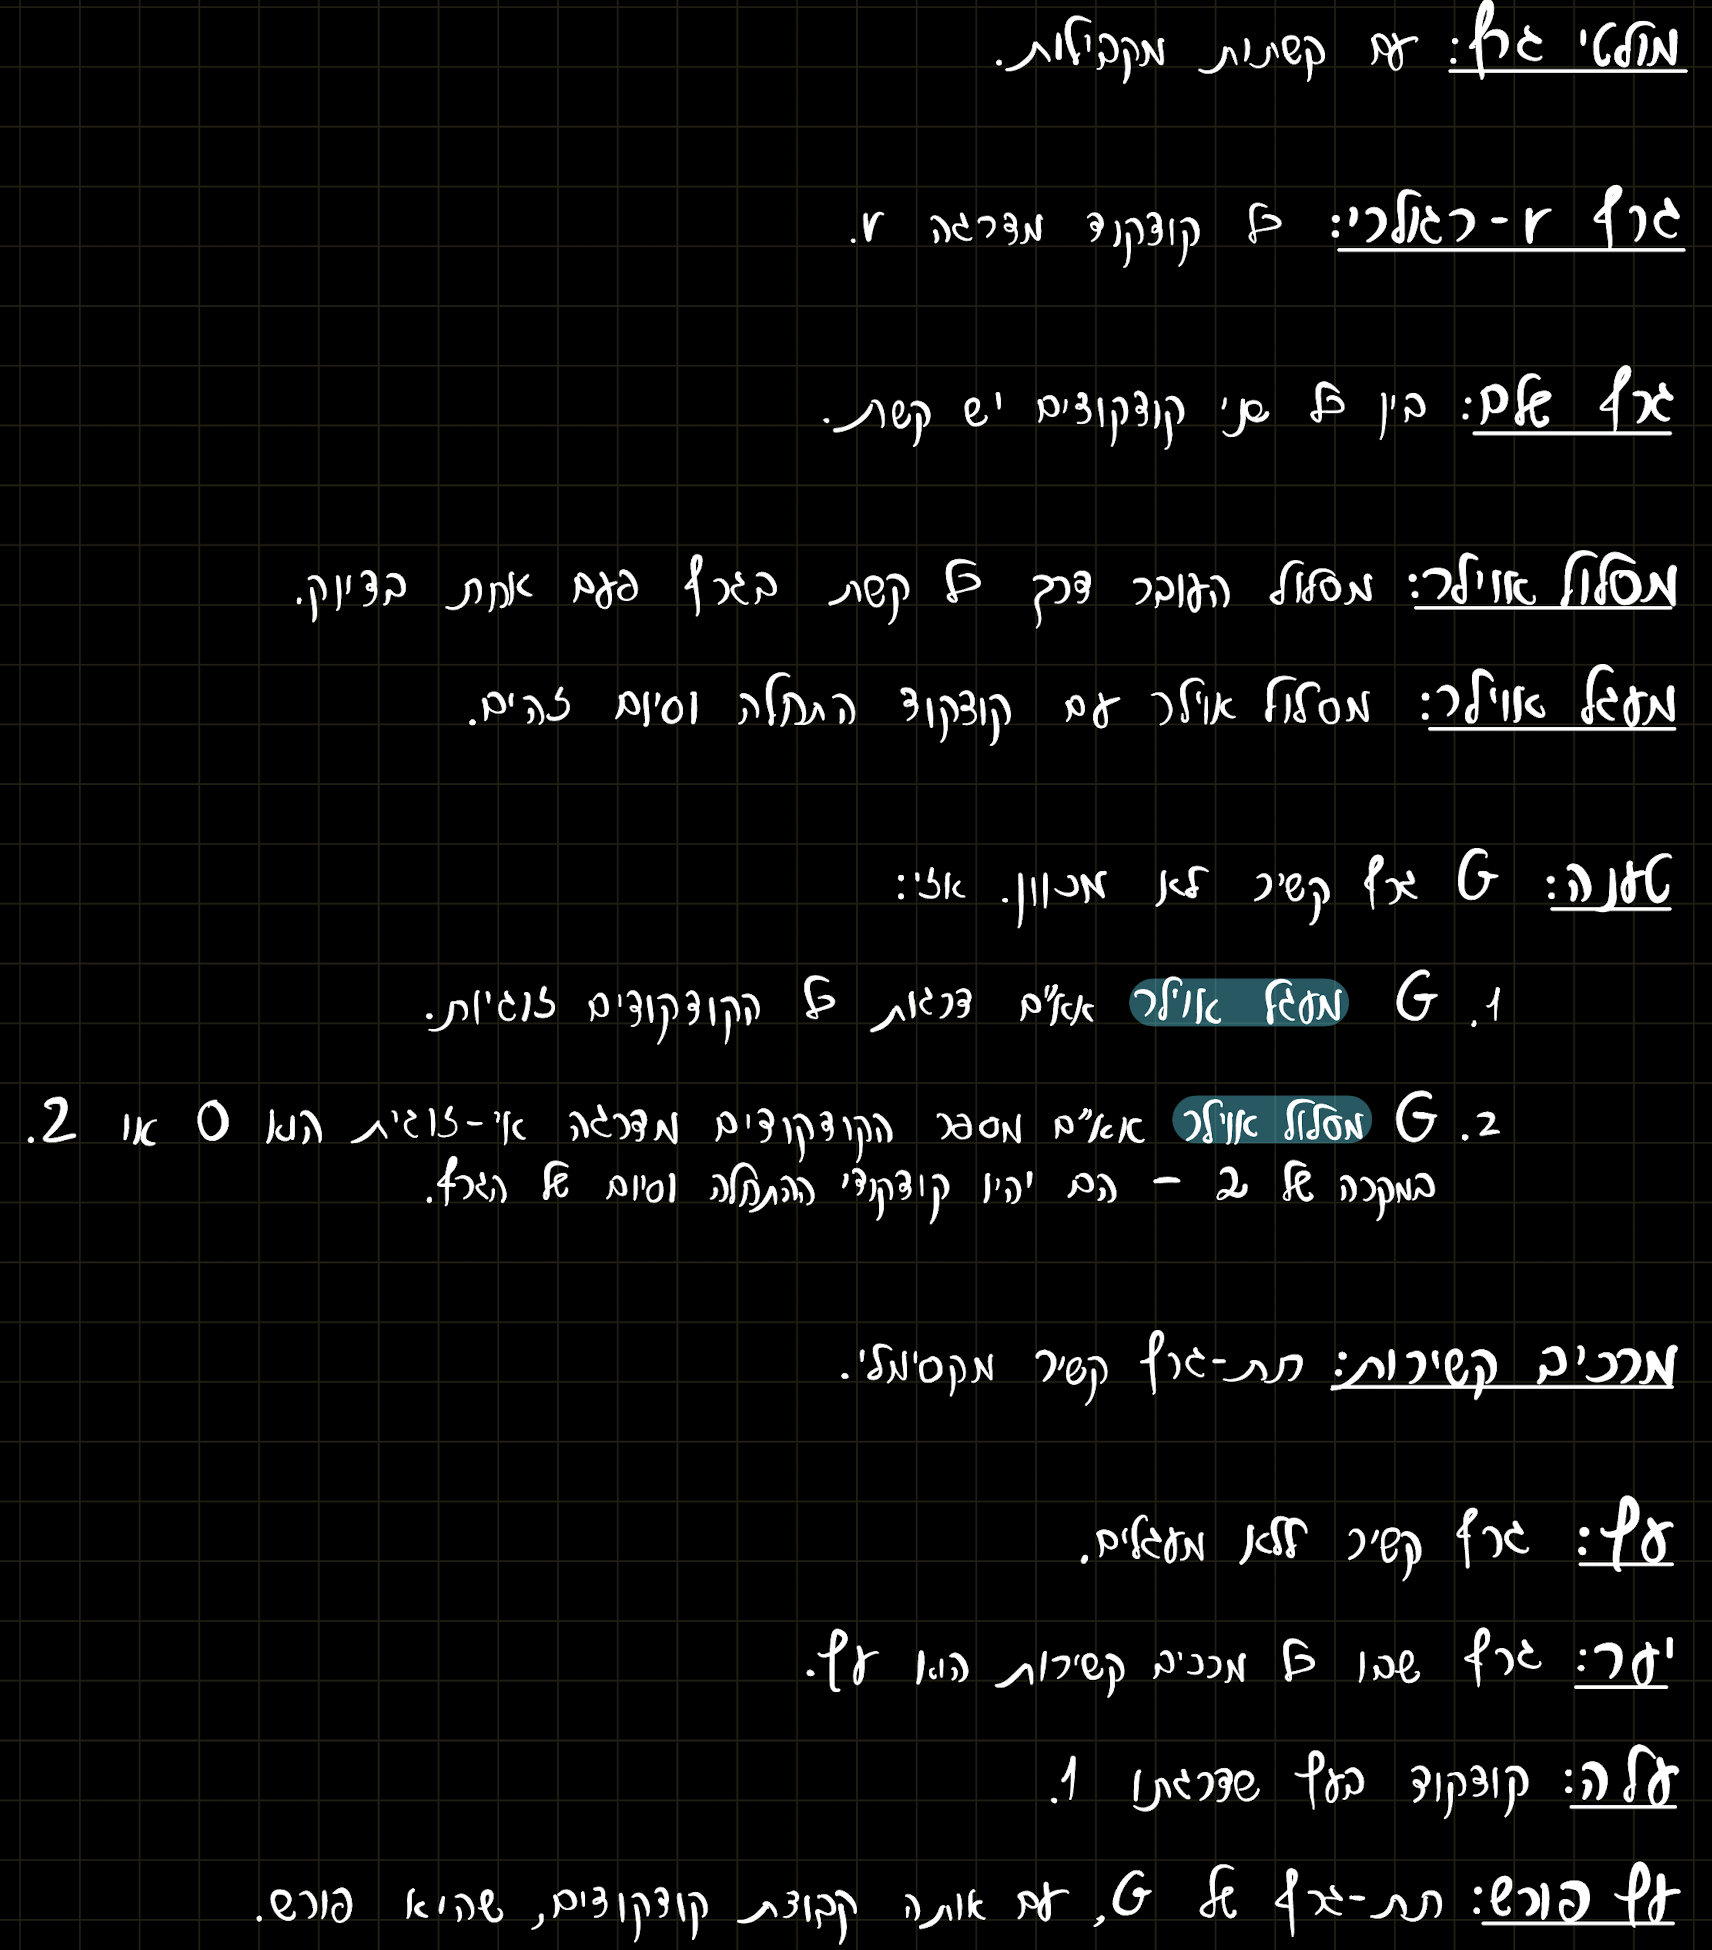 מולטי גרף: עם קשתות מקבילות.
גרף r-רגולרי: כל קודקוד מדרגה r.
גרף שלם: בין כל שני קודקודים יש קשת.
מסלול אוילר: מסלול העובר דרך כל קשת בגרף פעם אחת בדיוק.
מעגל אוילר: מסלול אוילר עם קודקוד התחלה וסיום זהים.
טענה: G גרף קשיר לא מכוון. אזי:
1. G מעגל אוילר אא"ם דרגות כל הקודקודים זוגיות.
2. G מסלול אוילר אא"ם מספר הקודקודים מדרגה אי-זוגית הוא 0 או 2.
במקרה של 2 - הם יהיו קודקודי ההתחלה וסיום של הגרף.
מרכיב קשירות: תת-גרף קשיר מקסימלי.
עץ: גרף קשיר ללא מעגלים.
יער: גרף שבו כל מרכיב קשירות הוא עץ.
עלה: קודקוד בעץ שדרגתו 1.
עץ פורש: תת-גרף של G, עם אותה קבוצת קודקודים, שהיא פורש.